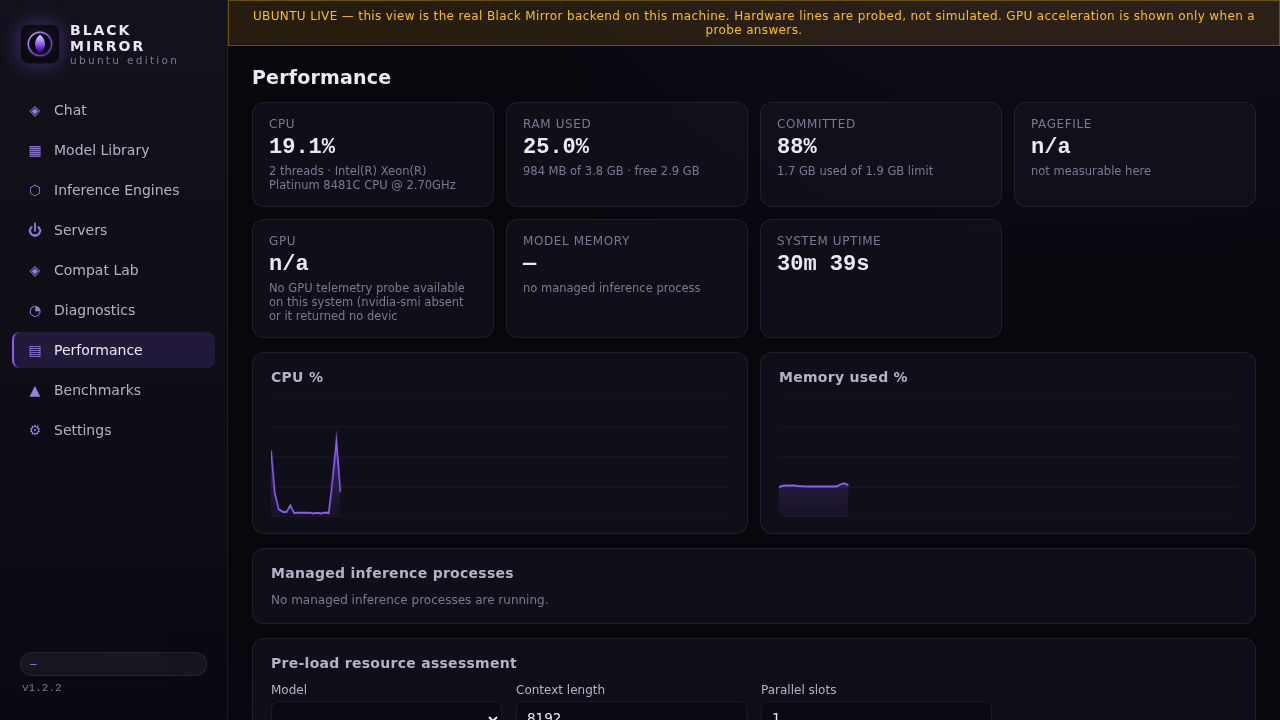 BLACK
MIRROR
ubuntu edition
Chat
Model Library
Inference Engines
Servers
Compat Lab
Diagnostics
Performance
Benchmarks
Settings
—
v1.2.2
UBUNTU LIVE — this view is the real Black Mirror backend on this machine. Hardware lines are probed, not simulated. GPU acceleration is shown only when a
probe answers.
Performance
CPU
19.1%
2 threads · Intel(R) Xeon(R)
Platinum 8481C CPU @ 2.70GHz
RAM USED
25.0%
984 MB of 3.8 GB · free 2.9 GB
COMMITTED
88%
1.7 GB used of 1.9 GB limit
PAGEFILE
n/a
not measurable here
GPU
n/a
No GPU telemetry probe available
on this system (nvidia-smi absent
or it returned no devic
MODEL MEMORY
—
no managed inference process
SYSTEM UPTIME
30m 39s
CPU %
Memory used %
Managed inference processes
No managed inference processes are running.
Pre-load resource assessment
Model
Context length
8192
Parallel slots
1